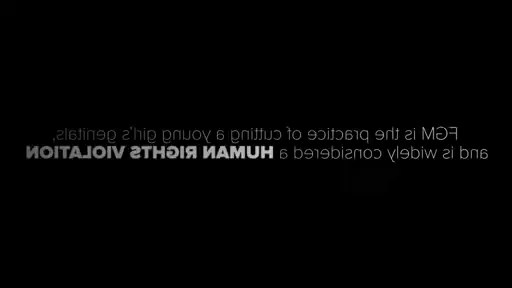 FGM is the practice of cutting a young girl's genitals,
and is widely considered a HUMAN RIGHTS VIOLATION